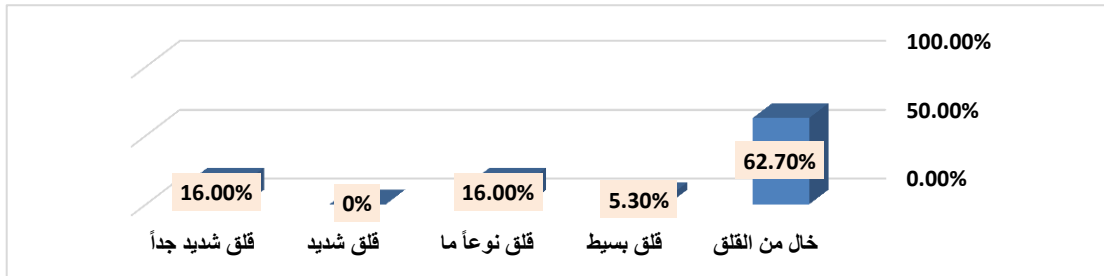 100.00%
50.00%
0.00%
62.70%
5.30%
16.00%
0%
16.00%
خال من القلق
قلق بسيط
قلق نوعاً ما
قلق شديد
قلق شديد جداً